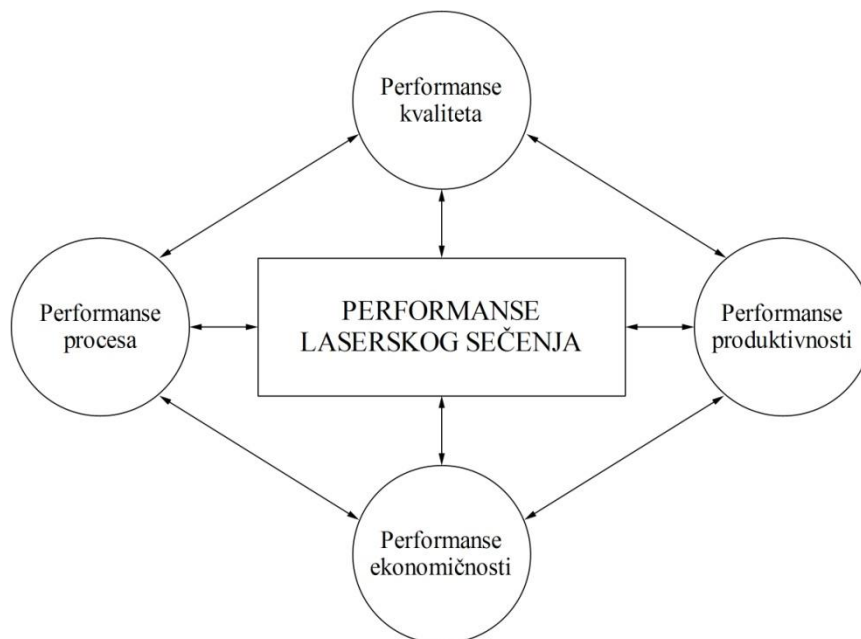 Performanse
kvaliteta
Performanse
procesa
PERFORMANSE
LASERSKOG SEČENJA
Performanse
produktivnosti
Performanse
ekonomičnosti